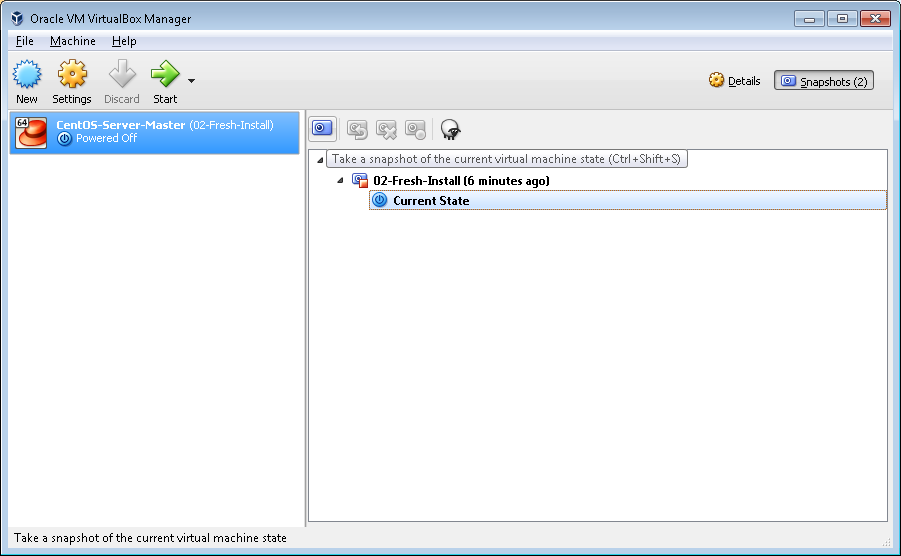 Oracle VM VirtualBox Manager
File Machine Help
New Settings Discard Start
Details Snapshots (2)
64
CentOS-Server-Master (02-Fresh-Install)
Powered Off
Take a snapshot of the current virtual machine state (Ctrl+Shift+S)
02-Fresh-Install (6 minutes ago)
Current State
Take a snapshot of the current virtual machine state